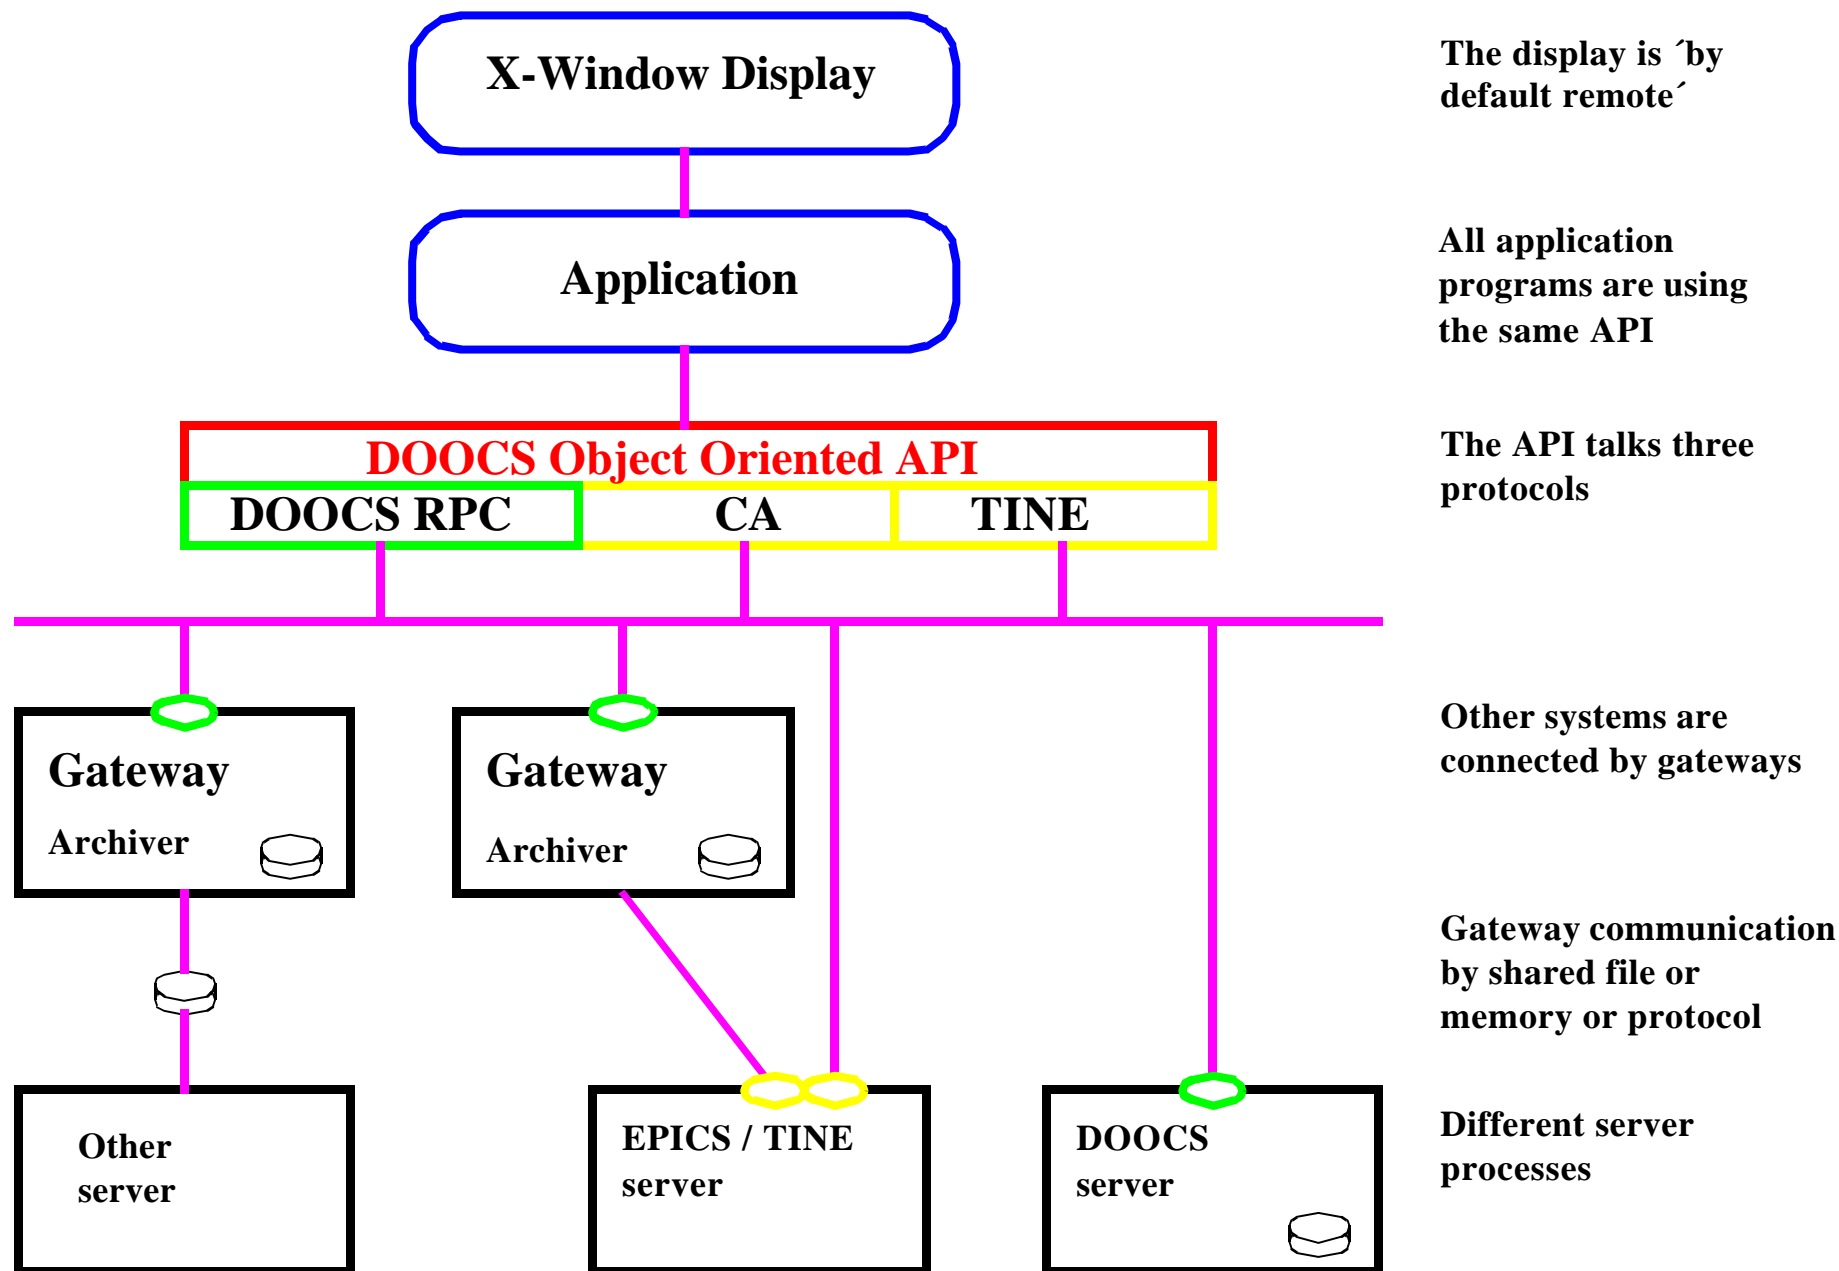 X-Window Display
The display is ´by
default remote´
Application
All application
programs are using
the same API
DOOCS Object Oriented API
DOOCS RPC
CA
TINE
The API talks three
protocols
Gateway
Archiver
Gateway
Archiver
Other systems are
connected by gateways
Gateway communication
by shared file or
memory or protocol
Other
server
EPICS / TINE
server
DOOCS
server
Different server
processes